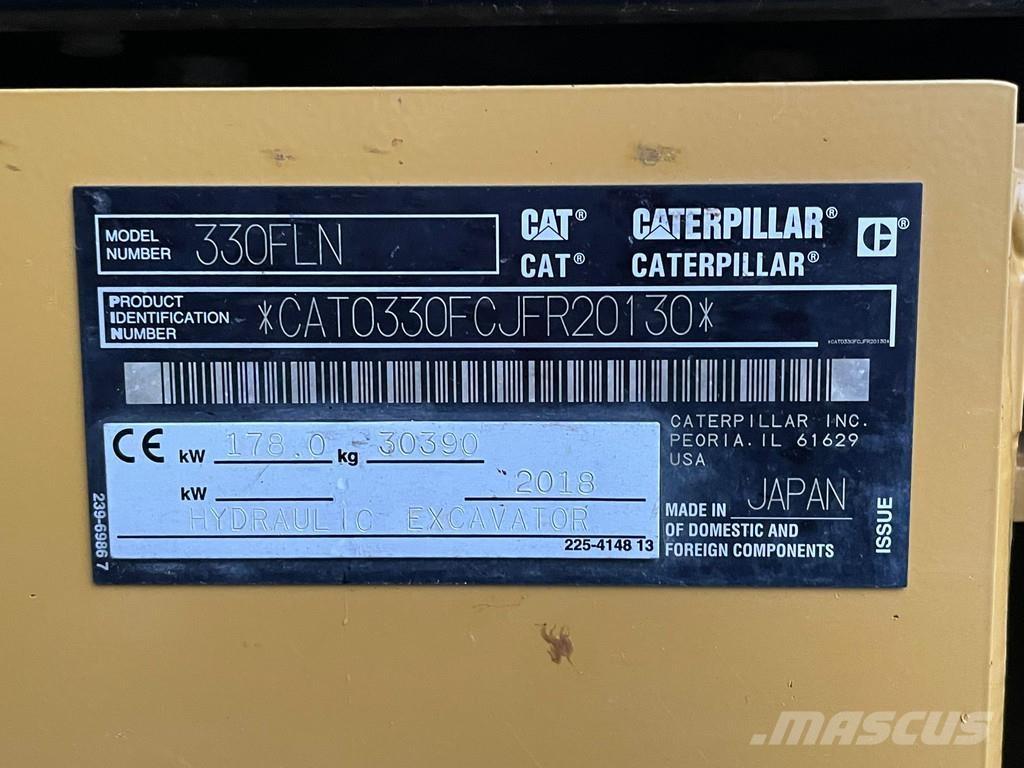 MODEL NUMBER 330FLN
CAT® CATERPILLAR®
CAT® CATERPILLAR®
PRODUCT IDENTIFICATION NUMBER *CAT0330FCJFR20130*
*CAT0330FCJFR20130*
CE kW 178.0 kg 30390
kW 2018
HYDRAULIC EXCAVATOR
225-4148 13
239-6986 7
CATERPILLAR INC.
PEORIA. IL 61629
USA
MADE IN JAPAN
OF DOMESTIC AND
FOREIGN COMPONENTS
ISSUE
MASCUS